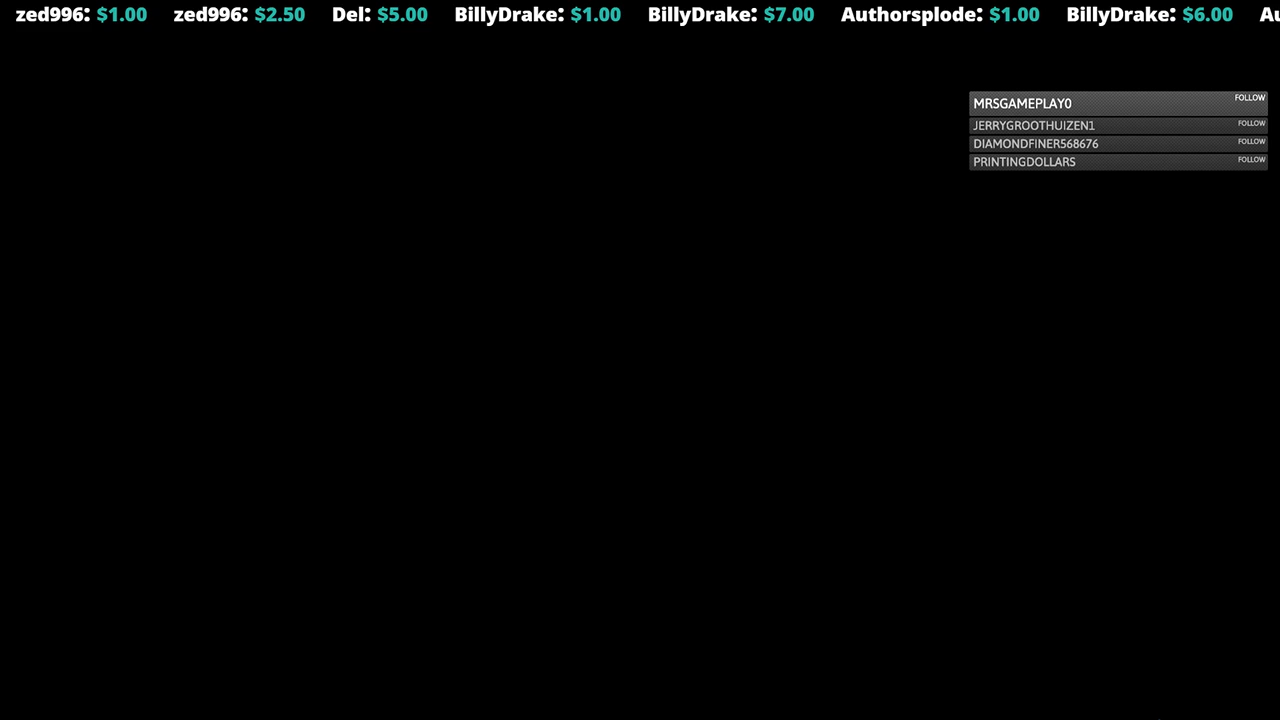 zed996: $1.00 zed996: $2.50 Del: $5.00 BillyDrake: $1.00 BillyDrake: $7.00 Authorsplode: $1.00 BillyDrake: $6.00
MRSGAMEPLAY0 FOLLOW
JERRYGROOTHUIZEN1 FOLLOW
DIAMONDFINER568676 FOLLOW
PRINTINGDOLLARS FOLLOW